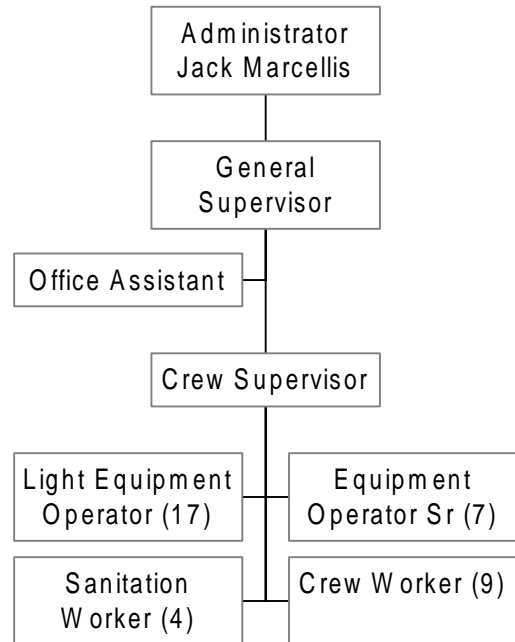 Administrator
Jack Marcellis
General
Supervisor
Office Assistant
Crew Supervisor
Light Equipment
Operator (17)
Equipment
Operator Sr (7)
Sanitation
Worker (4)
Crew Worker (9)